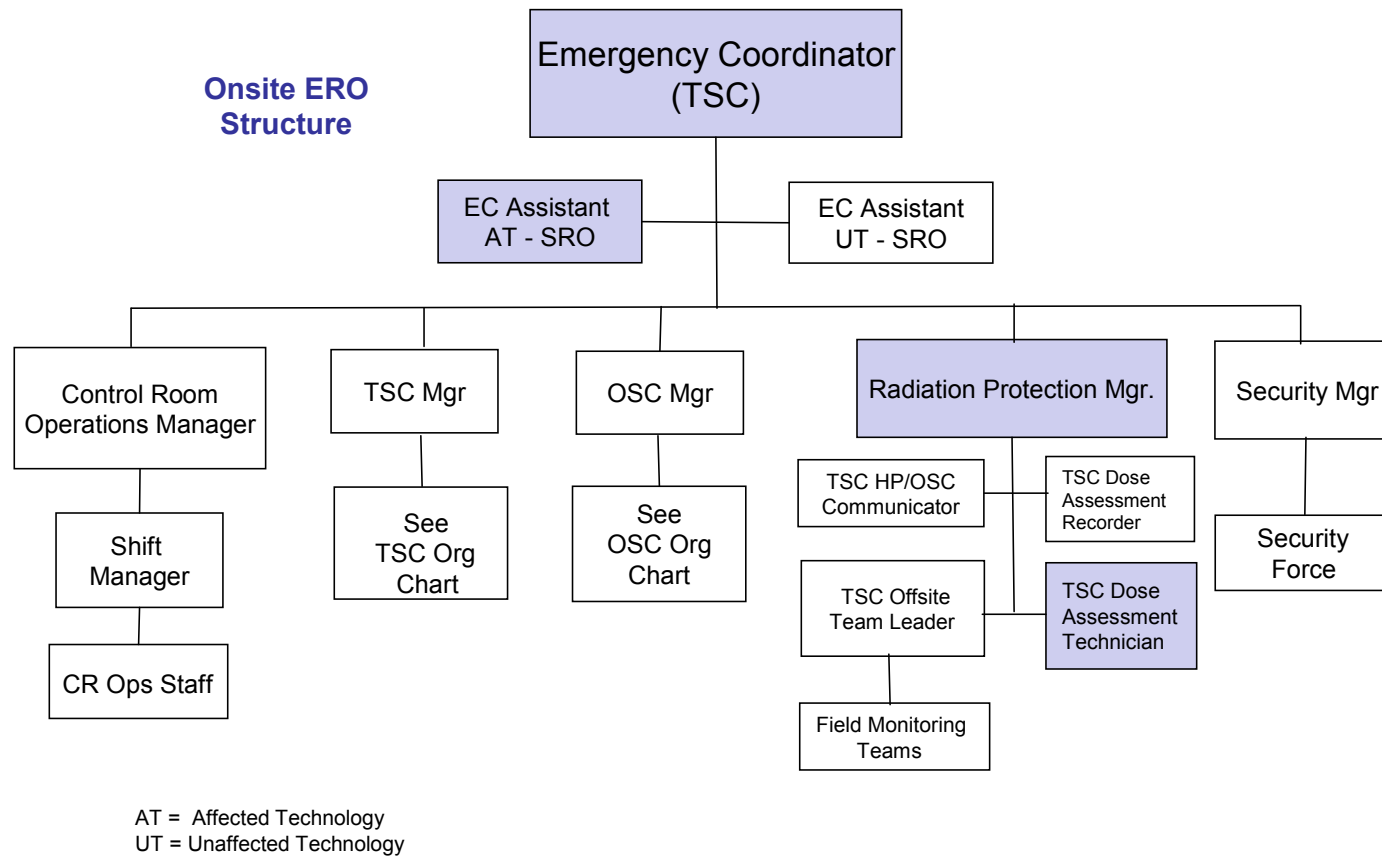 Emergency Coordinator
(TSC)
Onsite ERO
Structure
EC Assistant
AT - SRO
EC Assistant
UT - SRO
Control Room
Operations Manager
TSC Mgr
OSC Mgr
Radiation Protection Mgr.
Security Mgr
Shift
Manager
CR Ops Staff
See
TSC Org
Chart
See
OSC Org
Chart
TSC HP/OSC
Communicator
TSC Dose
Assessment
Recorder
TSC Offsite
Team Leader
TSC Dose
Assessment
Technician
Field Monitoring
Teams
Security
Force
AT = Affected Technology
UT = Unaffected Technology